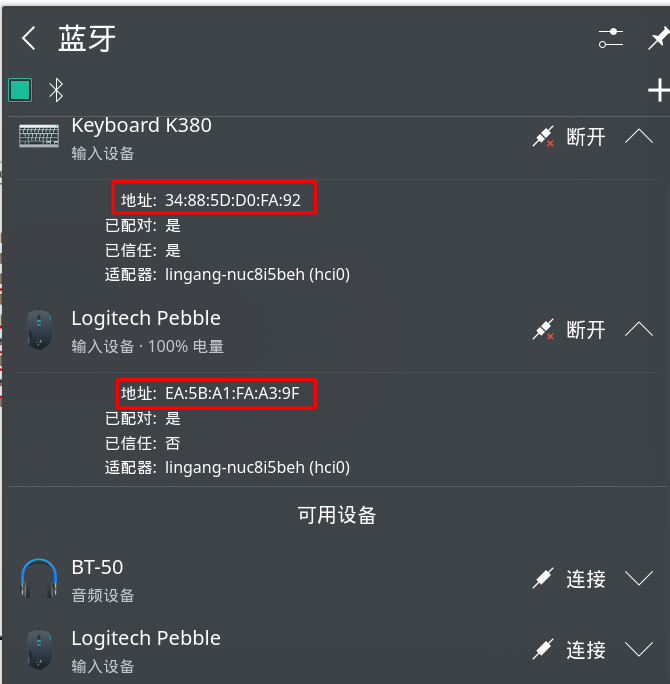 蓝牙
Keyboard K380
断开
输入设备
地址: 34:88:5D:D0:FA:92
已配对: 是
已信任: 是
适配器: lingang-nuc8i5beh (hci0)
Logitech Pebble
断开
输入设备 · 100% 电量
地址: EA:5B:A1:FA:A3:9F
已配对: 是
已信任: 否
适配器: lingang-nuc8i5beh (hci0)
可用设备
BT-50
连接
音频设备
Logitech Pebble
连接
输入设备